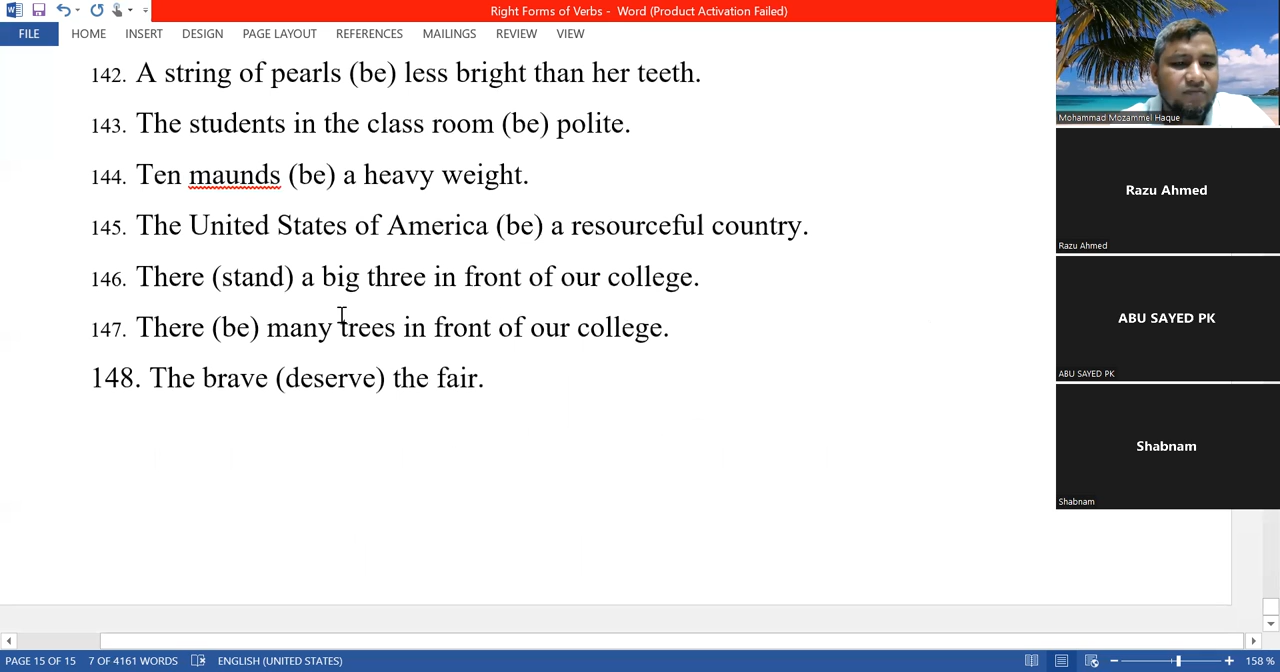 Right Forms of Verbs - Word (Product Activation Failed)
FILE HOME INSERT DESIGN PAGE LAYOUT REFERENCES MAILINGS REVIEW VIEW
142. A string of pearls (be) less bright than her teeth.
143. The students in the class room (be) polite.
144. Ten maunds (be) a heavy weight.
145. The United States of America (be) a resourceful country.
146. There (stand) a big three in front of our college.
147. There (be) many trees in front of our college.
148. The brave (deserve) the fair.
Mohammad Mozammel Haque
Razu Ahmed
Razu Ahmed
ABU SAYED PK
ABU SAYED PK
Shabnam
Shabnam
PAGE 15 OF 15 7 OF 4161 WORDS ENGLISH (UNITED STATES) 158 %